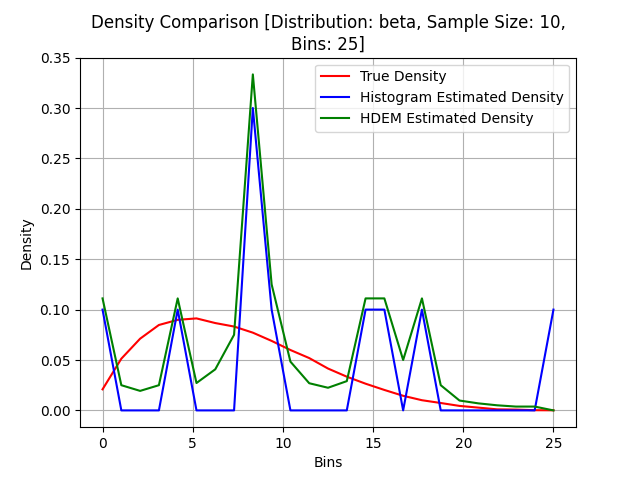 Density Comparison [Distribution: beta, Sample Size: 10,
Bins: 25]
True Density
Histogram Estimated Density
HDEM Estimated Density
Density
0.35
0.30
0.25
0.20
0.15
0.10
0.05
0.00
0 5 10 15 20 25
Bins